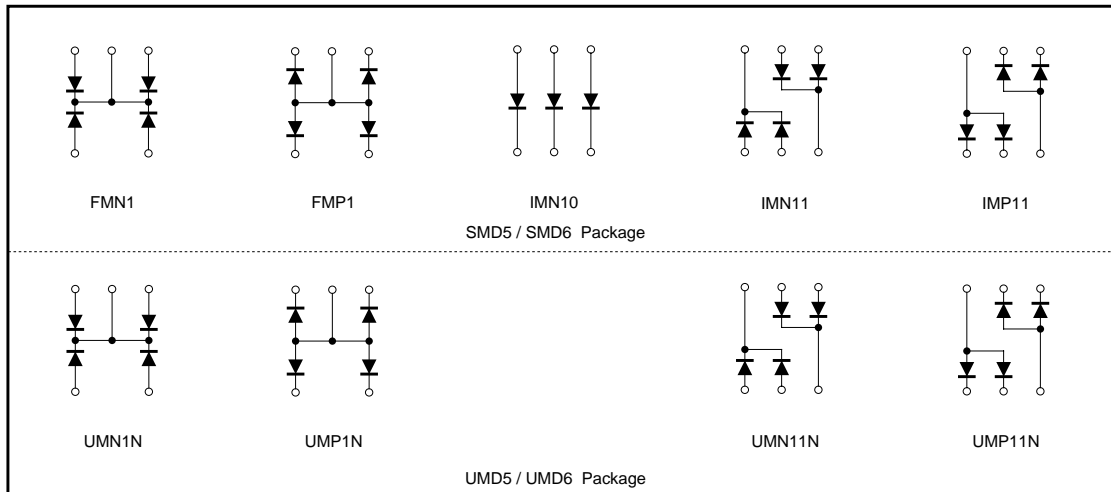 FMN1 FMP1 IMN10 IMN11 IMP11
SMD5 / SMD6 Package
UMN1N UMP1N UMN11N UMP11N
UMD5 / UMD6 Package